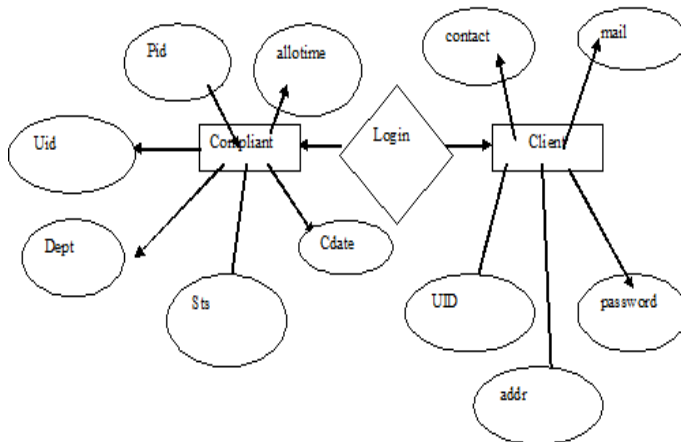 contact
mail
Pid
allotime
Uid
Compliant
Login
Client
Dept
Cdate
Sts
UID
password
addr